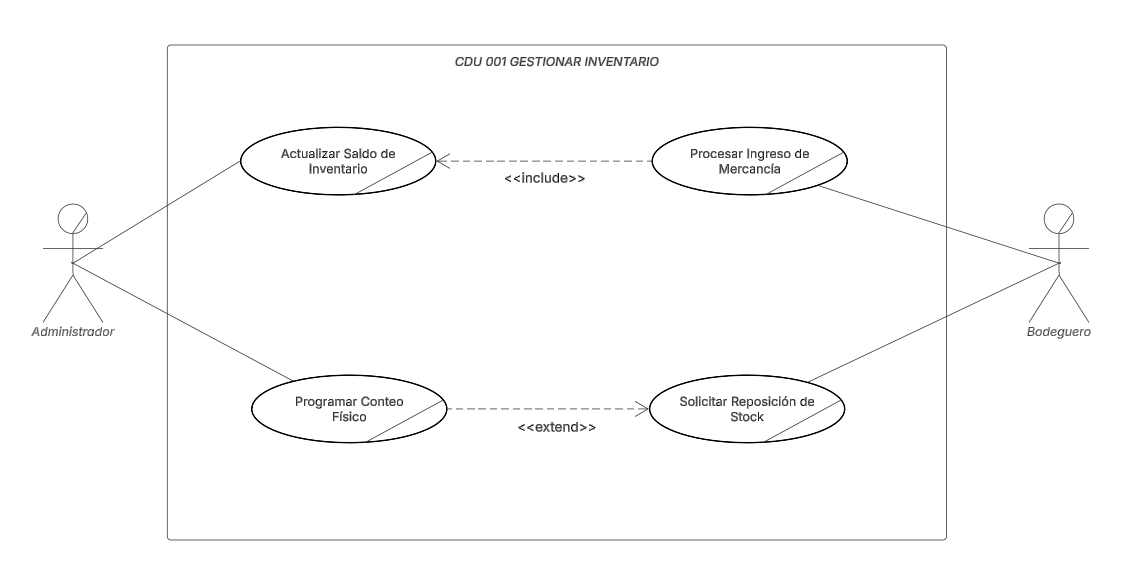 CDU 001 GESTIONAR INVENTARIO
Actualizar Saldo de
Inventario
<<include>>
Procesar Ingreso de
Mercancía
Administrador
Bodeguero
Programar Conteo
Físico
<<extend>>
Solicitar Reposición de
Stock